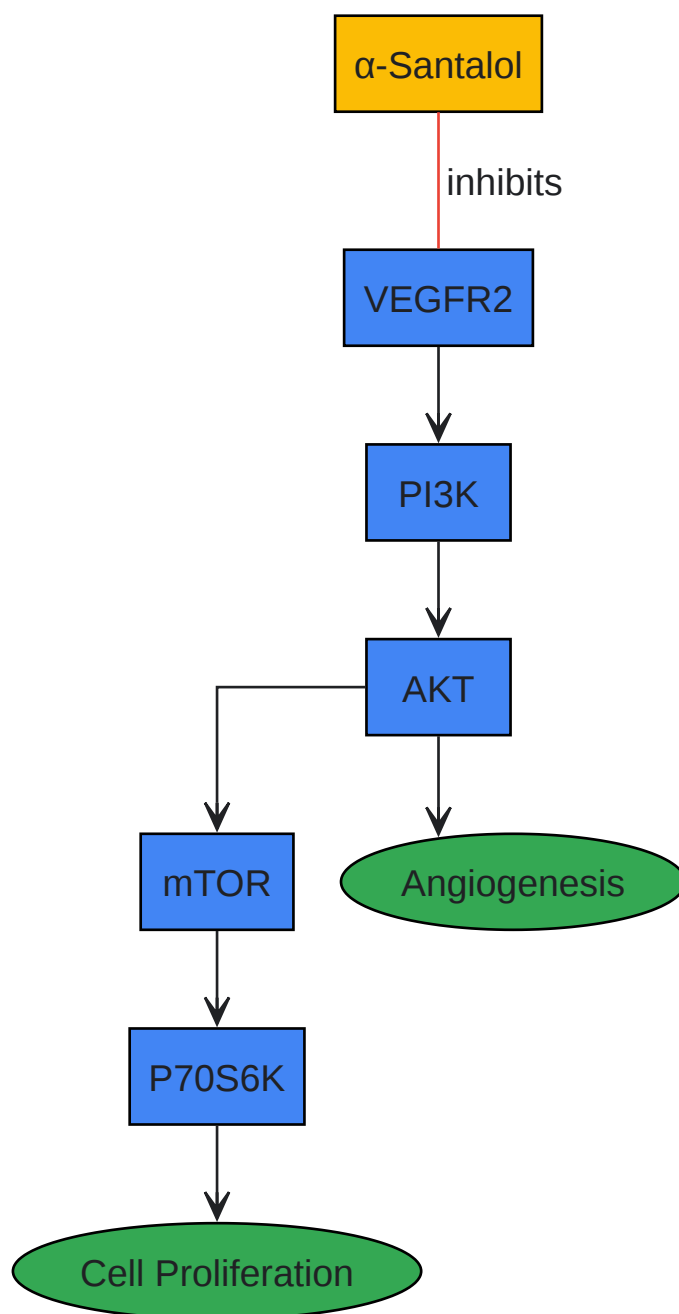 α-Santalol
inhibits
VEGFR2
PI3K
AKT
mTOR
Angiogenesis
P70S6K
Cell Proliferation